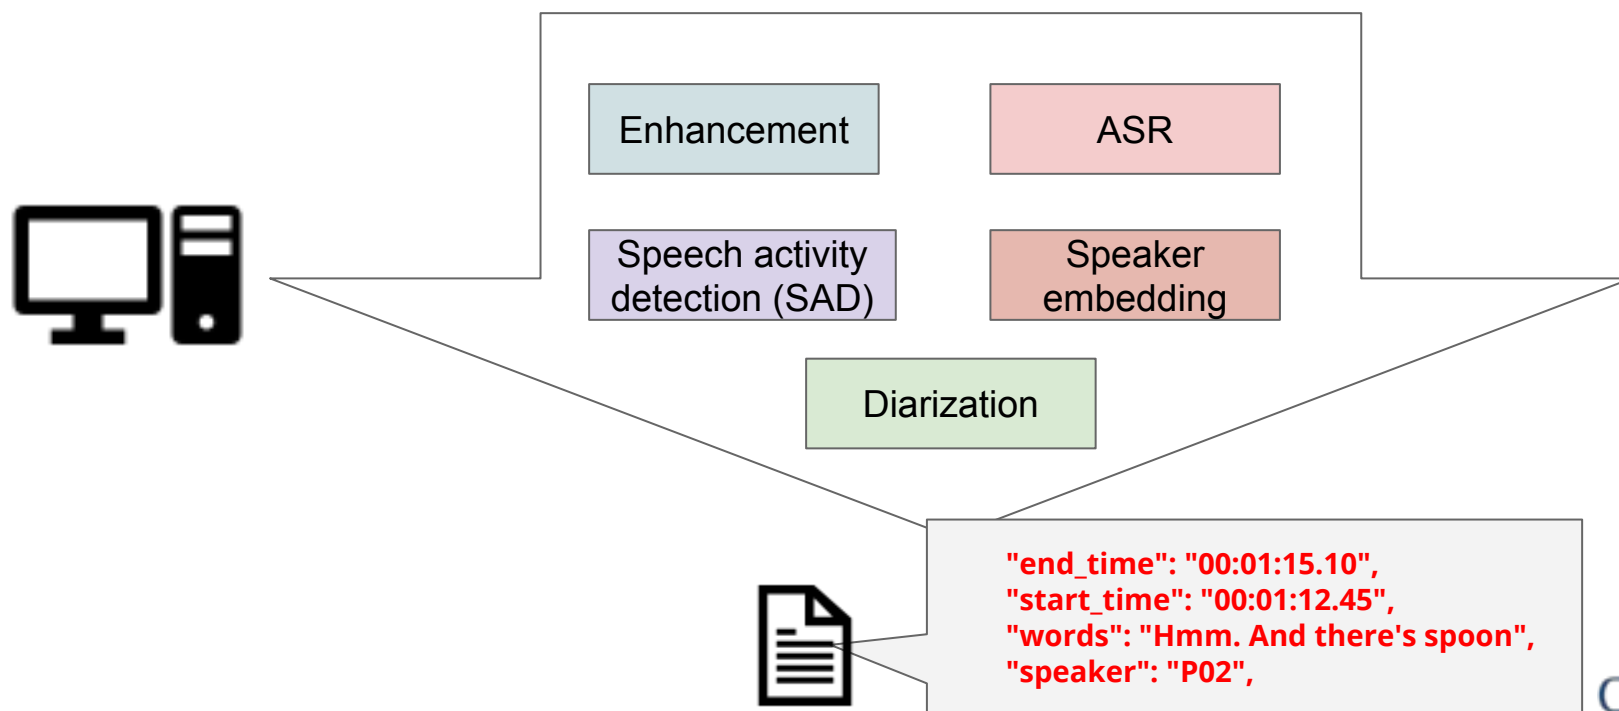 Enhancement
ASR
Speech activity
detection (SAD)
Speaker
embedding
Diarization
"end_time": "00:01:15.10",
"start_time": "00:01:12.45",
"words": "Hmm. And there's spoon",
"speaker": "P02",